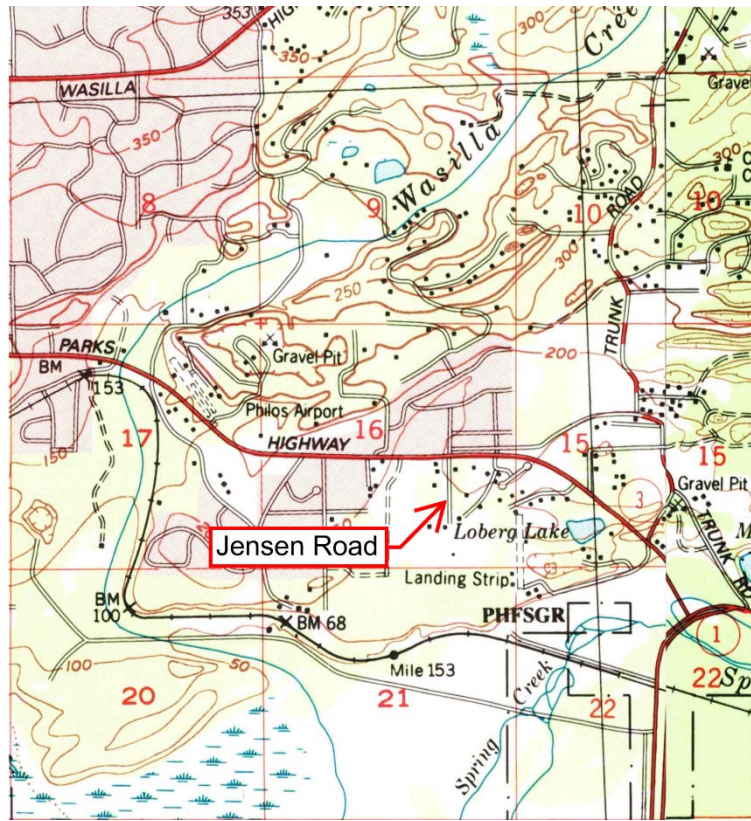 353
350
WASILLA
Creek
300
Gravel
350
Wasilla
300
8
9
10
10
ROAD
300
250
TRUNK
PARKS
BM
153
Gravel Pit
200
Philos Airport
HIGHWAY
16
17
15
15
150
Gravel Pit
3
Jensen Road
Loberg Lake
TRUNK
M
Landing Strip
BM
100
PHFSGR
BM 68
1
100
50
Mile 153
20
21
Creek
22
22
Sp
Spring